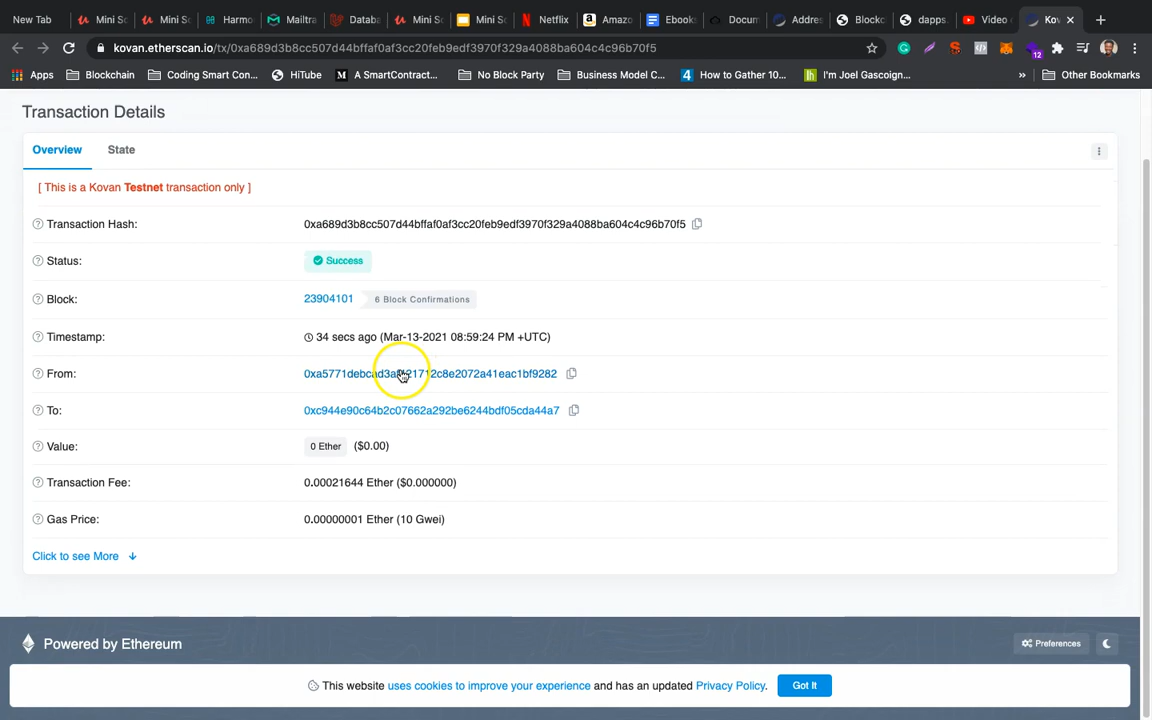 New Tab Mini So Mini So Harmo Mailtra Databa Mini So Mini So Netflix Amazo Ebook Docum Addres Blockc dapps. Video Kov
kovan.etherscan.io/tx/0xa689d3b8cc507d44bffaf0af3cc20feb9edf3970f329a4088ba604c4c96b70f5 12
Apps Blockchain Coding Smart Con... HiTube A SmartContract... No Block Party Business Model C... How to Gather 10... I'm Joel Gascoign... » Other Bookmarks
Transaction Details
Overview State
[ This is a Kovan Testnet transaction only ]
Transaction Hash: 0xa689d3b8cc507d44bffaf0af3cc20feb9edf3970f329a4088ba604c4c96b70f5
Status: Success
Block: 23904101 6 Block Confirmations
Timestamp: 34 secs ago (Mar-13-2021 08:59:24 PM +UTC)
From:
To: 0xc944e90c64b2c07662a292be6244bdf05cda44a7
Value: 0 Ether ($0.00)
Transaction Fee: 0.00021644 Ether ($0.000000)
Gas Price: 0.00000001 Ether (10 Gwei)
Click to see More
Powered by Ethereum Preferences
This website uses cookies to improve your experience and has an updated Privacy Policy. Got It